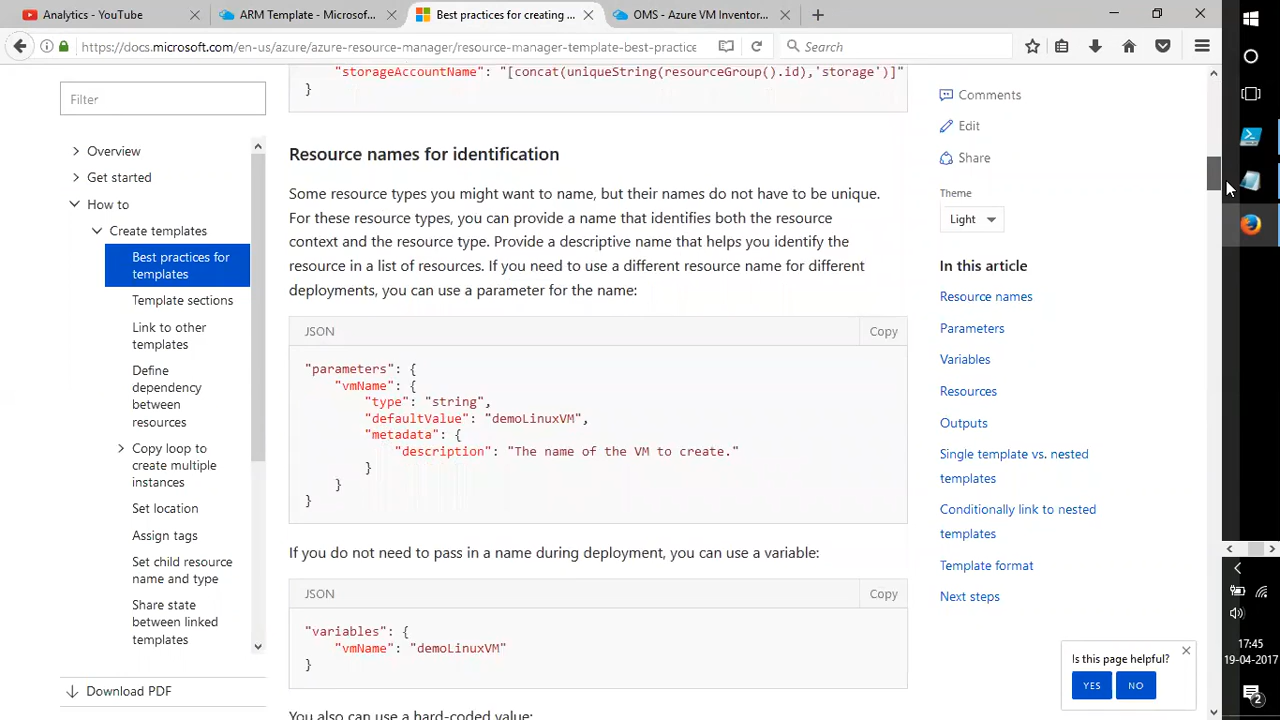 Analytics - YouTube
ARM Template - Microsof...
Best practices for creating ...
OMS - Azure VM Inventor...
https://docs.microsoft.com/en-us/azure/azure-resource-manager/resource-manager-template-best-practice
Search
Filter
Overview
Get started
How to
Create templates
Best practices for
templates
Template sections
Link to other
templates
Define
dependency
between
resources
Copy loop to
create multiple
instances
Set location
Assign tags
Set child resource
name and type
Share state
between linked
templates
Download PDF
"storageAccountName": "[concat(uniqueString(resourceGroup().id),'storage')]"
}
Resource names for identification
Some resource types you might want to name, but their names do not have to be unique.
For these resource types, you can provide a name that identifies both the resource
context and the resource type. Provide a descriptive name that helps you identify the
resource in a list of resources. If you need to use a different resource name for different
deployments, you can use a parameter for the name:
JSON
Copy
"parameters": {
"vmName": {
"type": "string",
"defaultValue": "demoLinuxVM",
"metadata": {
"description": "The name of the VM to create."
}
}
}
If you do not need to pass in a name during deployment, you can use a variable:
JSON
Copy
"variables": {
"vmName": "demoLinuxVM"
}
You also can use a hard-coded value:
Comments
Edit
Share
Theme
Light
In this article
Resource names
Parameters
Variables
Resources
Outputs
Single template vs. nested
templates
Conditionally link to nested
templates
Template format
Next steps
Is this page helpful?
YES
NO
17:45
19-04-2017
2